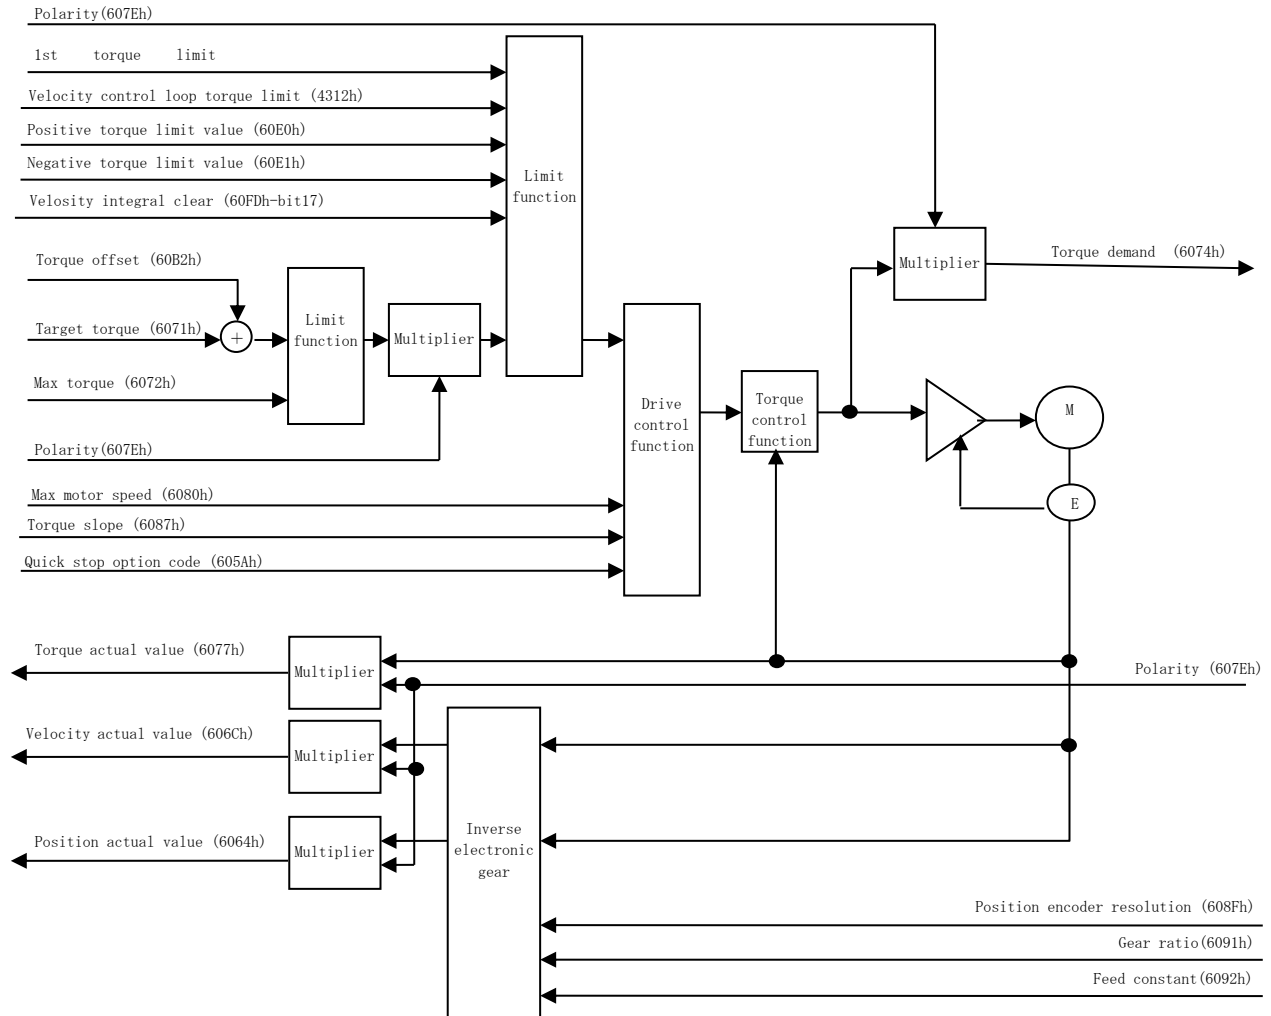 Polarity(607Eh)
1st torque limit
Velocity control loop torque limit (4312h)
Positive torque limit value (60E0h)
Negative torque limit value (60E1h)
Velosity integral clear (60FDh-bit17)
Limit
function
Torque offset (60B2h)
Target torque (6071h)
+
Max torque (6072h)
Limit
function
Multiplier
Polarity(607Eh)
Multiplier
Torque demand (6074h)
Max motor speed (6080h)
Torque slope (6087h)
Quick stop option code (605Ah)
Drive
control
function
Torque
control
function
M
E
Torque actual value (6077h)
Multiplier
Polarity (607Eh)
Velocity actual value (606Ch)
Multiplier
Position actual value (6064h)
Multiplier
Inverse
electronic
gear
Position encoder resolution (608Fh)
Gear ratio(6091h)
Feed constant(6092h)